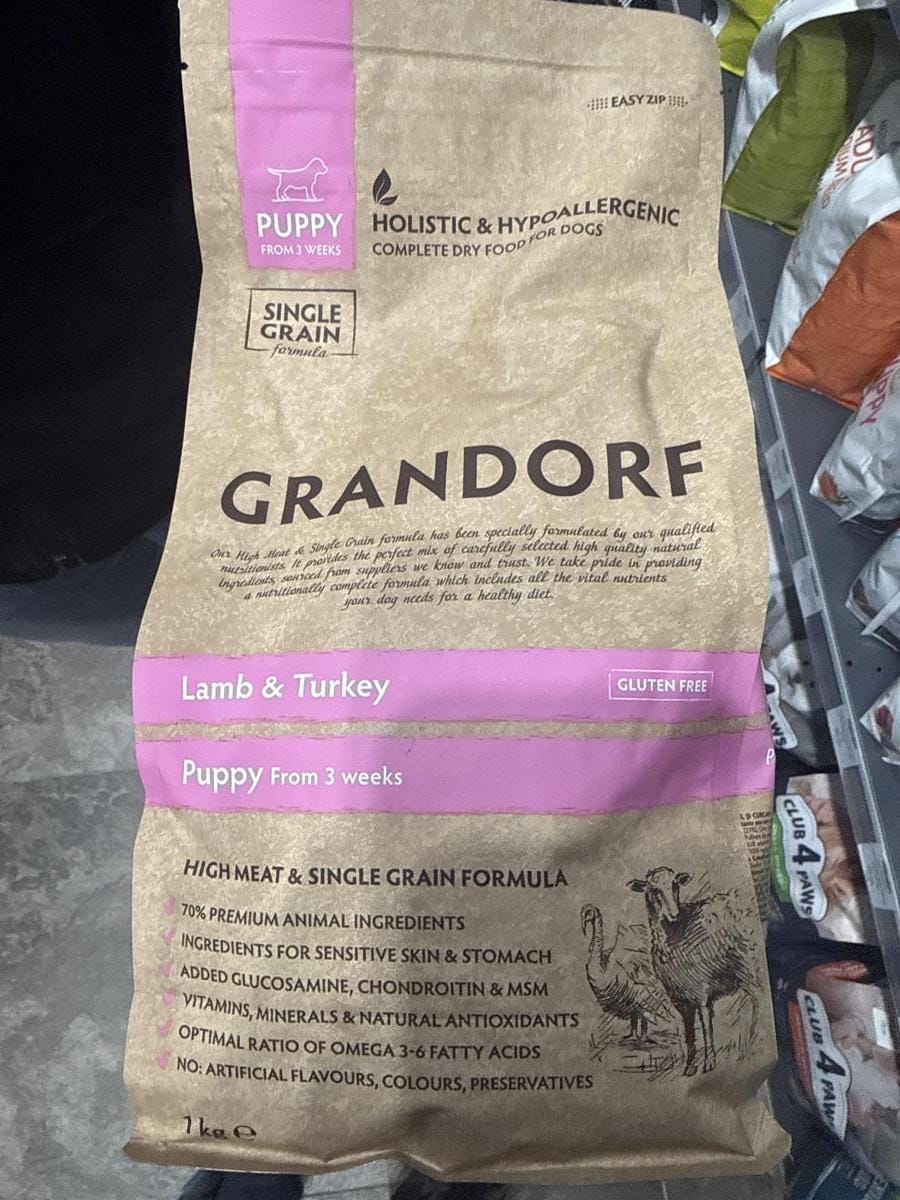 EASY ZIP
PUPPY
FROM 3 WEEKS
HOLISTIC & HYPOALLERGENIC
COMPLETE DRY FOOD FOR DOGS
SINGLE
GRAIN
formula
GRANDORF
Our High Meat & Single Grain formula has been specially formulated by our qualified
nutritionists. It provides the perfect mix of carefully selected high quality natural
ingredients, sourced from suppliers we know and trust. We take pride in providing
a nutritionally complete formula which includes all the vital nutrients
your dog needs for a healthy diet.
Lamb & Turkey
GLUTEN FREE
Puppy From 3 weeks
HIGH MEAT & SINGLE GRAIN FORMULA
70% PREMIUM ANIMAL INGREDIENTS
INGREDIENTS FOR SENSITIVE SKIN & STOMACH
ADDED GLUCOSAMINE, CHONDROITIN & MSM
VITAMINS, MINERALS & NATURAL ANTIOXIDANTS
OPTIMAL RATIO OF OMEGA 3-6 FATTY ACIDS
NO: ARTIFICIAL FLAVOURS, COLOURS, PRESERVATIVES
1 kg e
CLUB 4 PAWS
CLUB 4 PAW